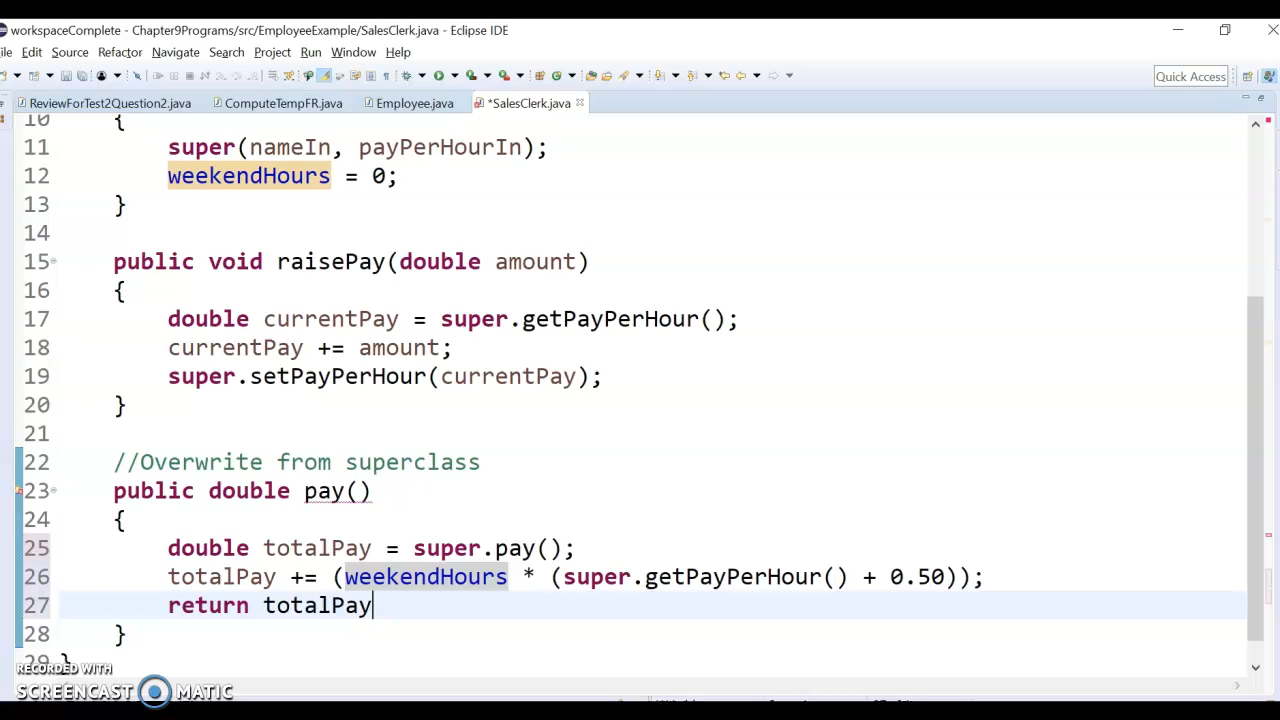 workspaceComplete - Chapter9Programs/src/EmployeeExample/SalesClerk.java - Eclipse IDE
ile Edit Source Refactor Navigate Search Project Run Window Help
Quick Access
ReviewForTest2Question2.java ComputeTempFR.java Employee.java *SalesClerk.java
10 {
11 super(nameIn, payPerHourIn);
12 weekendHours = 0;
13 }
14
15 public void raisePay(double amount)
16 {
17 double currentPay = super.getPayPerHour();
18 currentPay += amount;
19 super.setPayPerHour(currentPay);
20 }
21
22 //Overwrite from superclass
23 public double pay()
24 {
25 double totalPay = super.pay();
26 totalPay += (weekendHours * (super.getPayPerHour() + 0.50));
27 return totalPay
28 }
29 }
RECORDED WITH
SCREENCAST MATIC